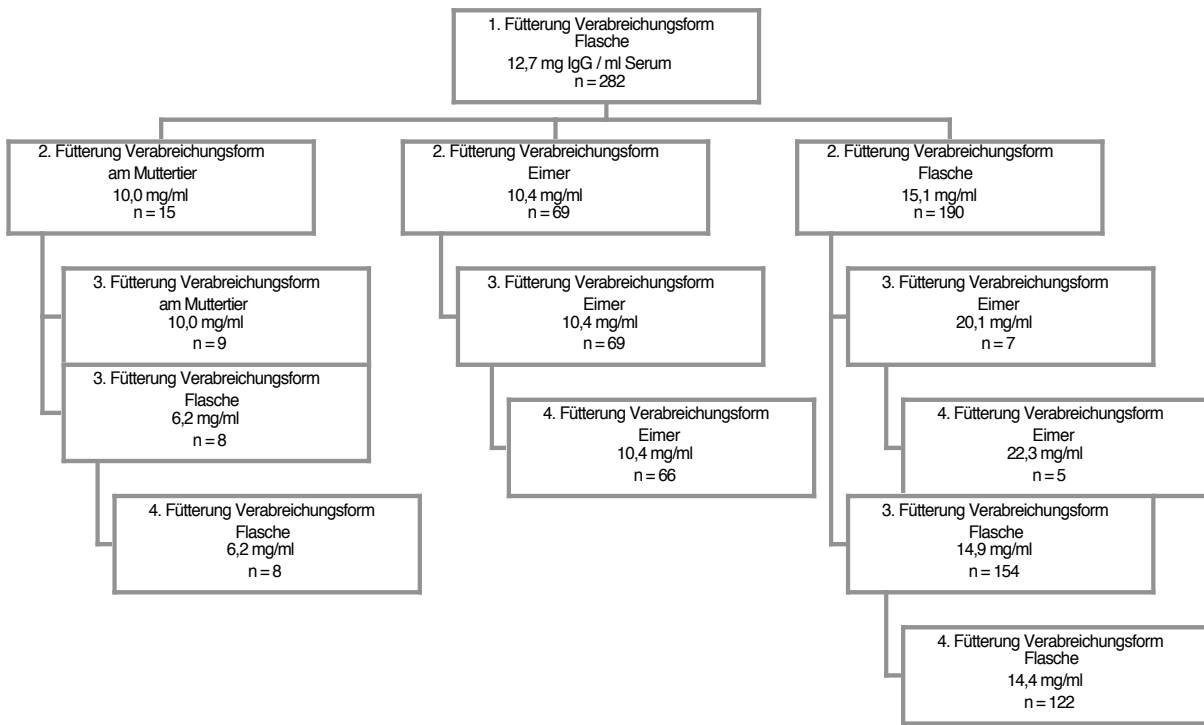 1. Fütterung Verabreichungsform
Flasche
12,7 mg IgG / ml Serum
n = 282
2. Fütterung Verabreichungsform
am Muttertier
10,0 mg/ml
n = 15
3. Fütterung Verabreichungsform
am Muttertier
10,0 mg/ml
n = 9
3. Fütterung Verabreichungsform
Flasche
6,2 mg/ml
n = 8
4. Fütterung Verabreichungsform
Flasche
6,2 mg/ml
n = 8
2. Fütterung Verabreichungsform
Eimer
10,4 mg/ml
n = 69
3. Fütterung Verabreichungsform
Eimer
10,4 mg/ml
n = 69
4. Fütterung Verabreichungsform
Eimer
10,4 mg/ml
n = 66
2. Fütterung Verabreichungsform
Flasche
15,1 mg/ml
n = 190
3. Fütterung Verabreichungsform
Eimer
20,1 mg/ml
n = 7
4. Fütterung Verabreichungsform
Eimer
22,3 mg/ml
n = 5
3. Fütterung Verabreichungsform
Flasche
14,9 mg/ml
n = 154
4. Fütterung Verabreichungsform
Flasche
14,4 mg/ml
n = 122